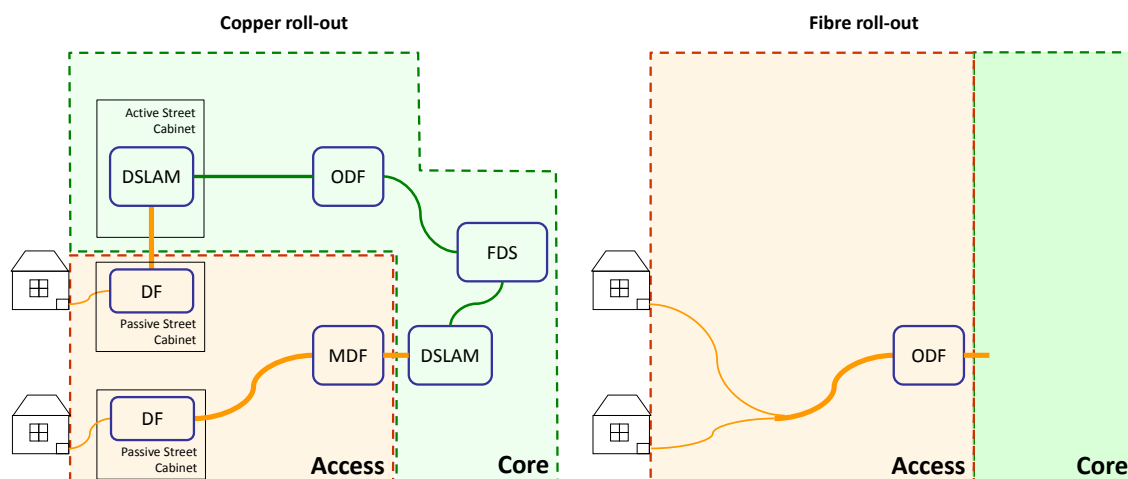 Copper roll-out
Active Street
Cabinet
DSLAM
ODF
FDS
DF
Passive Street
Cabinet
MDF
DSLAM
DF
Passive Street
Cabinet
Access
Core
Fibre roll-out
ODF
Access
Core